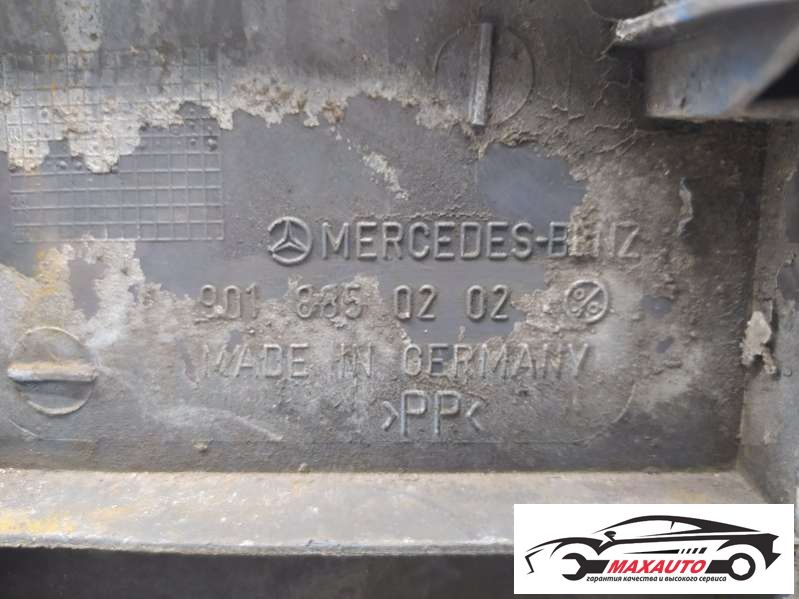 MERCEDES-BENZ
901 885 02 02
MADE IN GERMANY
>PP<
MAXAUTO
гарантия качества и высокого сервиса